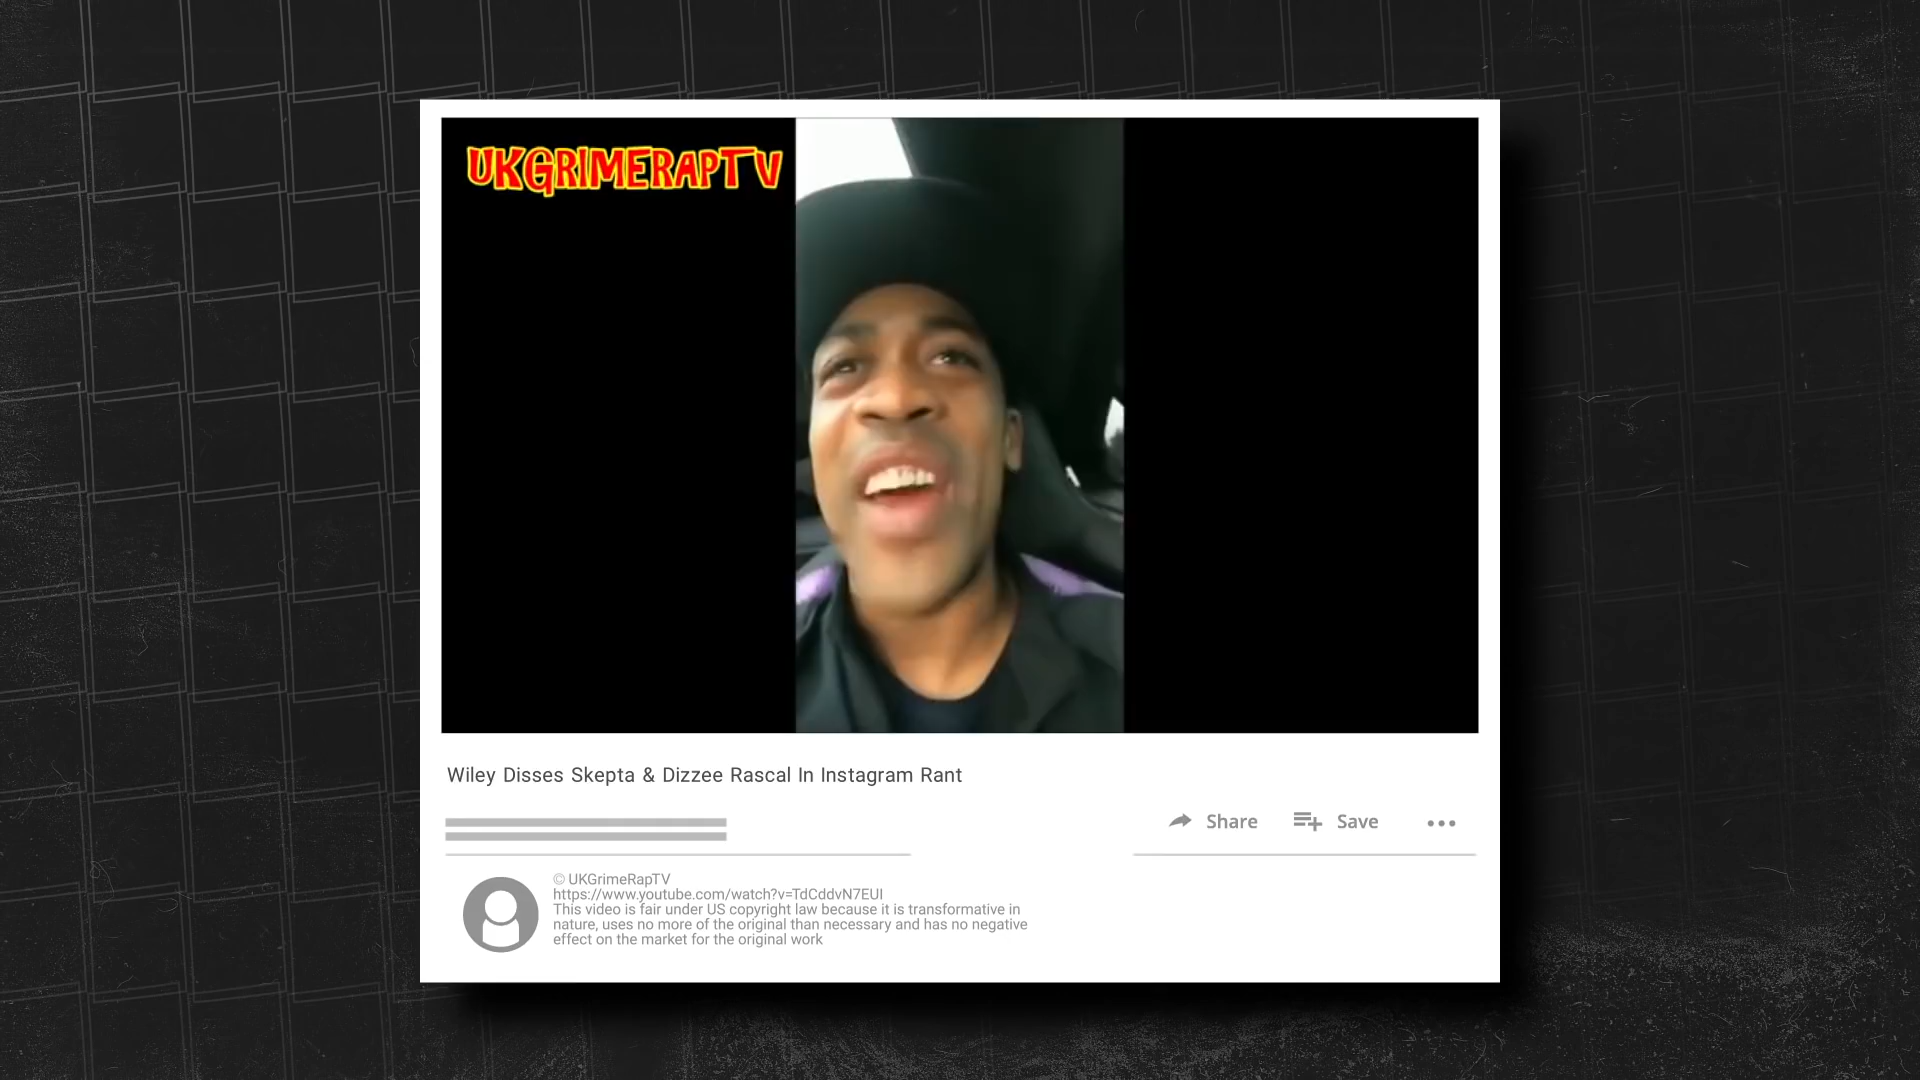 UKGRIMERAPTV
Wiley Disses Skepta & Dizzee Rascal In Instagram Rant
Share Save
© UKGrimeRapTV
https://www.youtube.com/watch?v=TdCddvN7EUI
This video is fair under US copyright law because it is transformative in
nature, uses no more of the original than necessary and has no negative
effect on the market for the original work